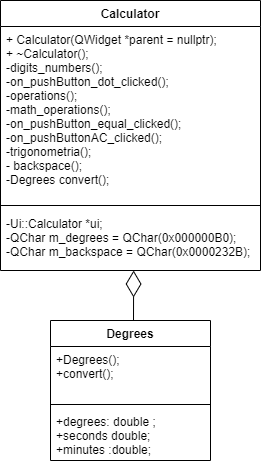 Calculator
+ Calculator(QWidget *parent = nullptr);
+ ~Calculator();
-digits_numbers();
-on_pushButton_dot_clicked();
-operations();
-math_operations();
-on_pushButton_equal_clicked();
-on_pushButtonAC_clicked();
-trigonometria();
- backspace();
-Degrees convert();
-Ui::Calculator *ui;
-QChar m_degrees = QChar(0x000000B0);
-QChar m_backspace = QChar(0x0000232B);
Degrees
+Degrees();
+convert();
+degrees: double ;
+seconds double;
+minutes :double;